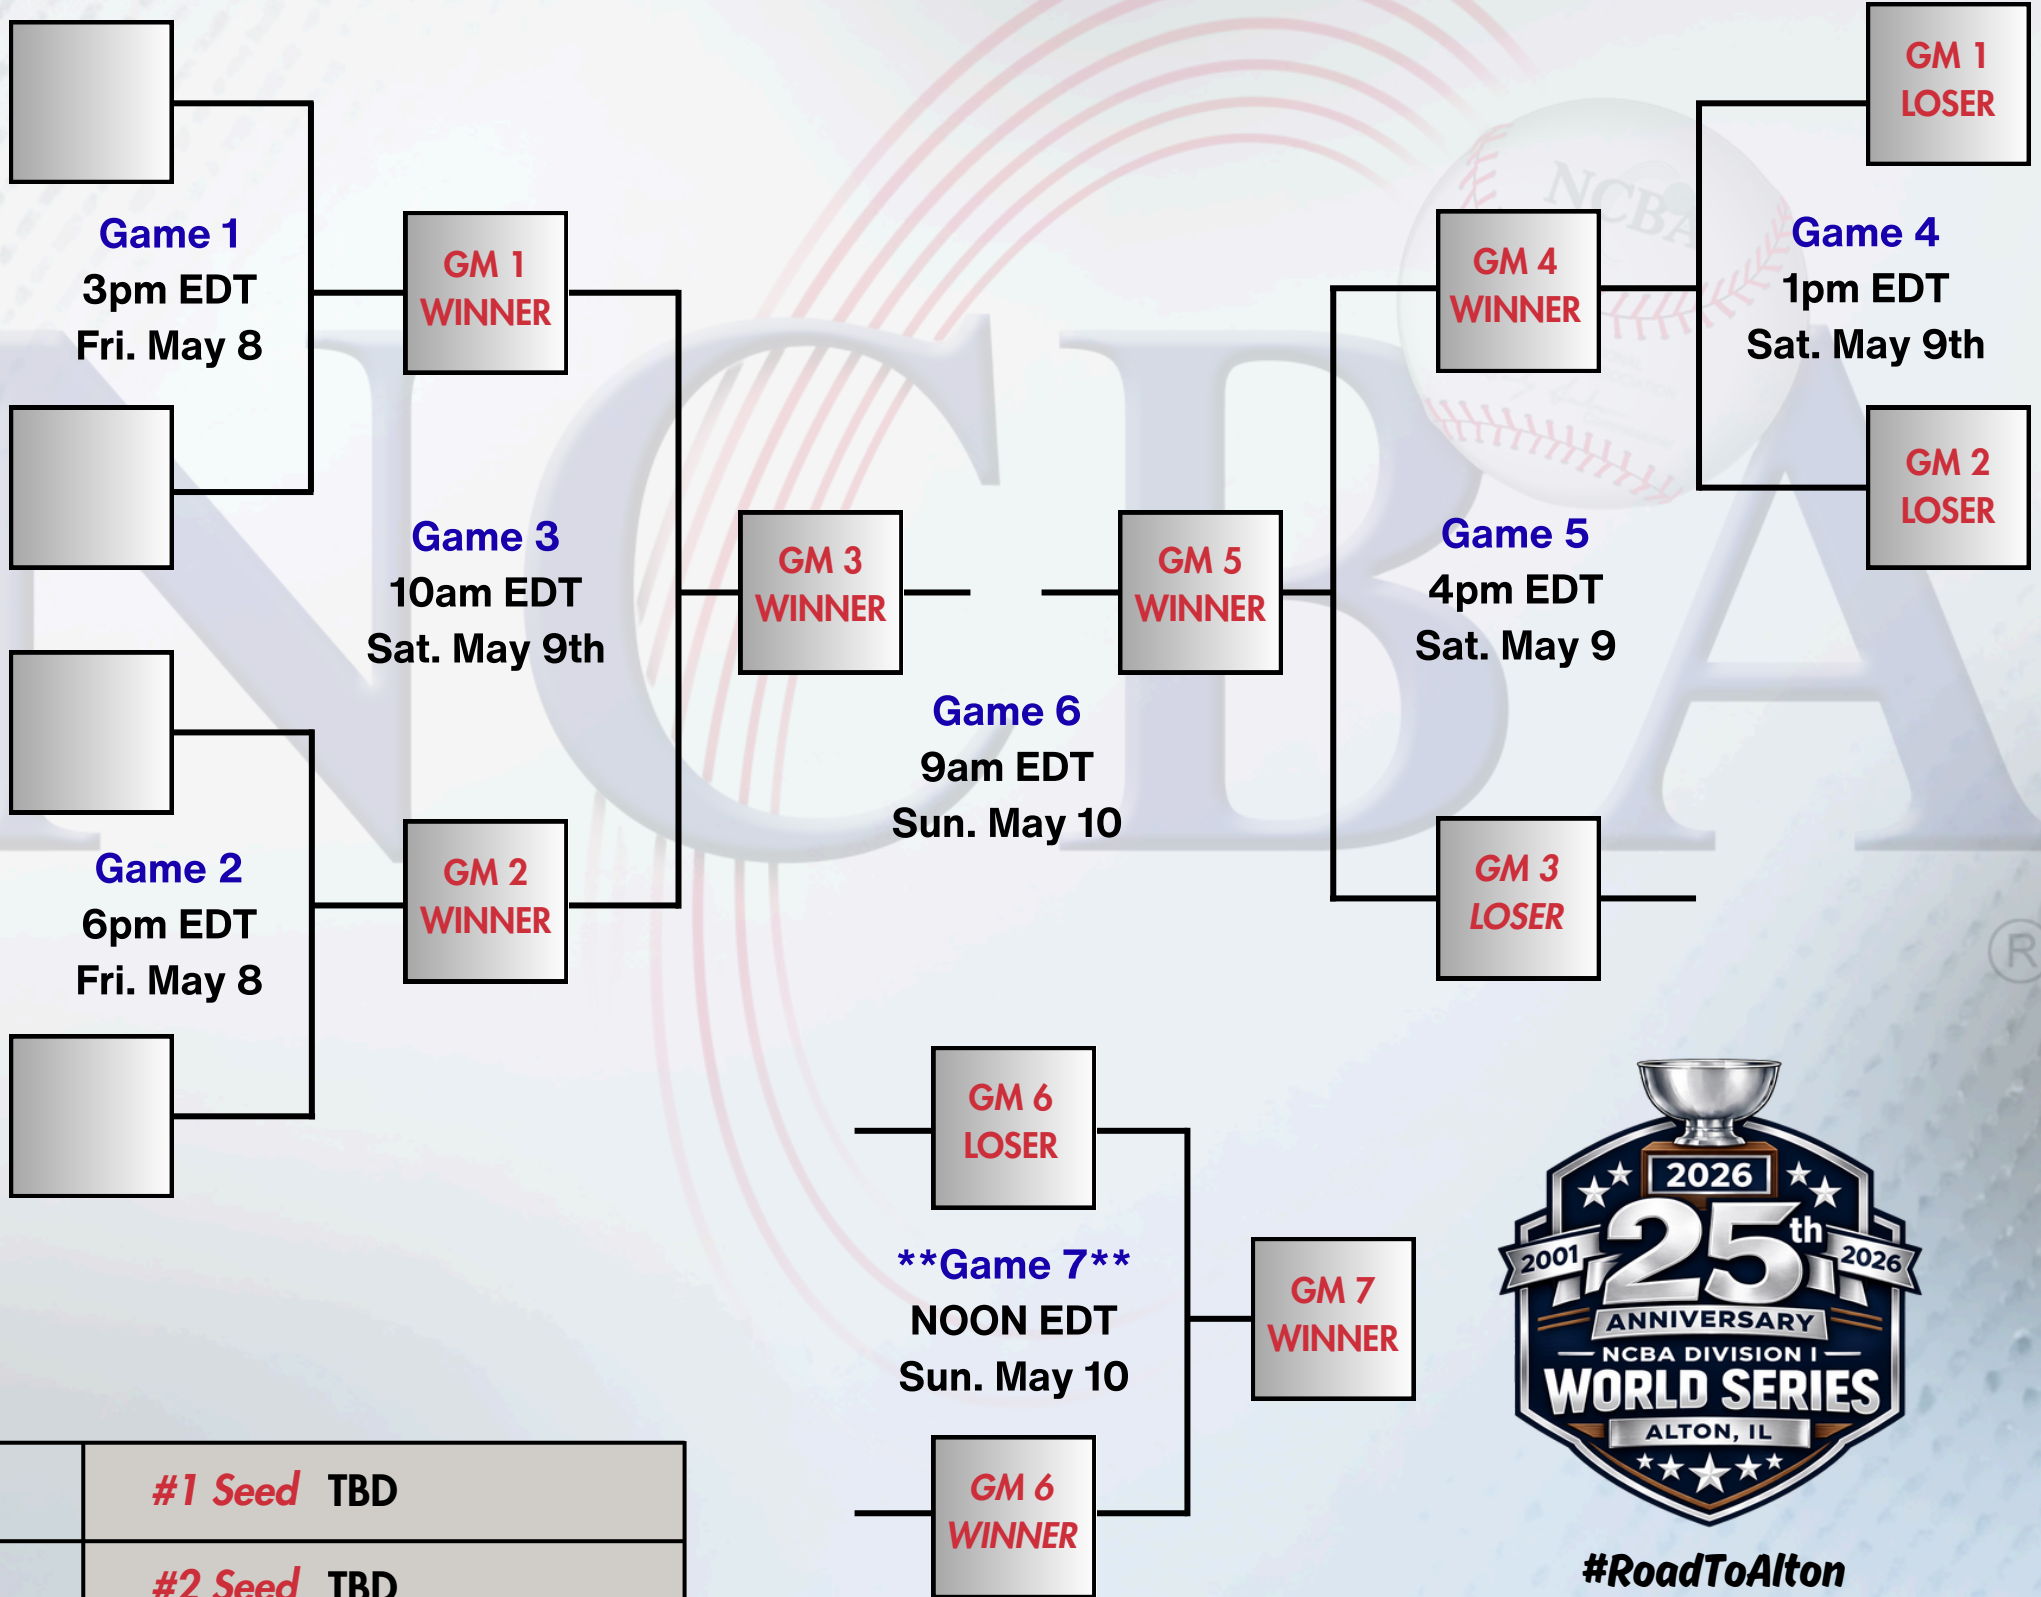 GM 1
LOSER
Game 1
3pm EDT
Fri. May 8
GM 1
WINNER
GM 4
WINNER
Game 4
1pm EDT
Sat. May 9th
GM 2
LOSER
Game 3
10am EDT
Sat. May 9th
GM 3
WINNER
GM 5
WINNER
Game 5
4pm EDT
Sat. May 9
Game 6
9am EDT
Sun. May 10
Game 2
6pm EDT
Fri. May 8
GM 2
WINNER
GM 3
LOSER
NCBA
NCBA
®
GM 6
LOSER
**Game 7**
NOON EDT
Sun. May 10
GM 7
WINNER
GM 6
WINNER
2026
25th
2001
2026
ANNIVERSARY
NCBA DIVISION I
WORLD SERIES
ALTON, IL
#RoadToAlton
#1 Seed TBD
#2 Seed TBD